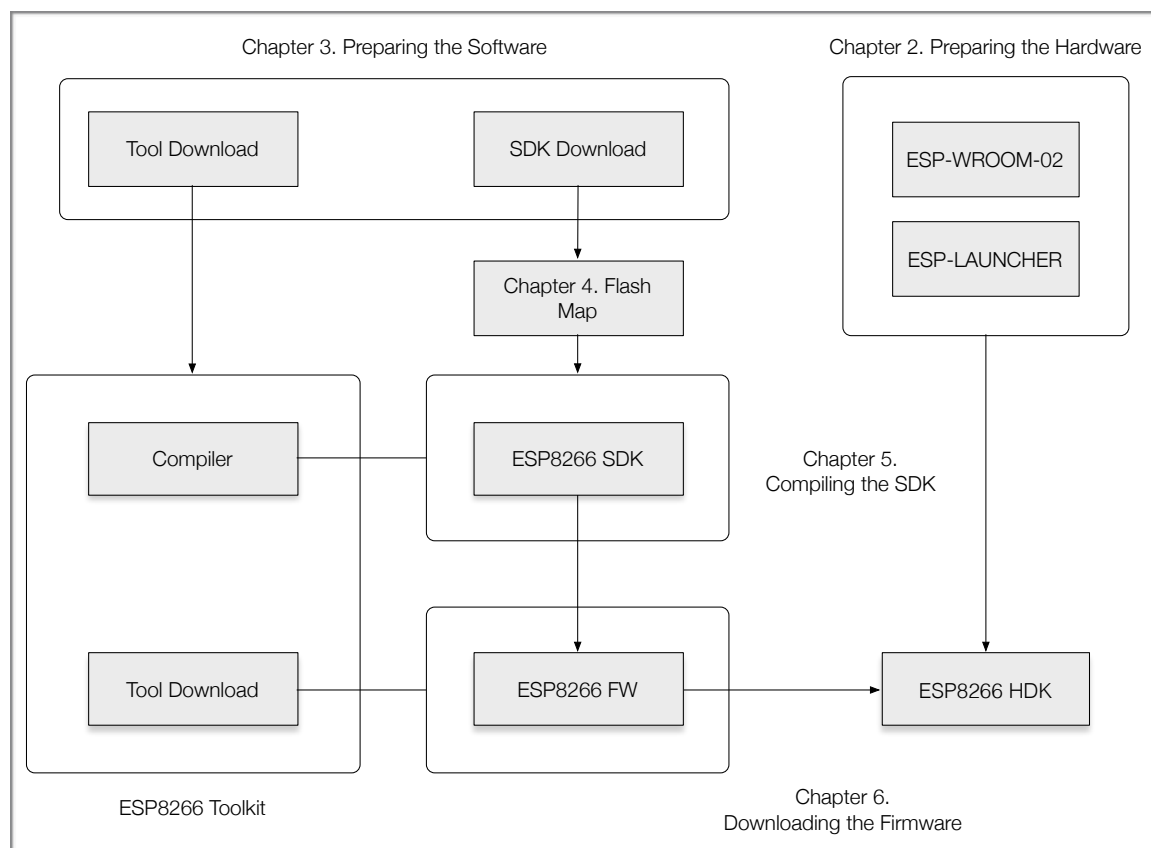 Chapter 3. Preparing the Software
Chapter 2. Preparing the Hardware
Tool Download
SDK Download
ESP-WROOM-02
ESP-LAUNCHER
Chapter 4. Flash
Map
Compiler
ESP8266 SDK
Chapter 5.
Compiling the SDK
Tool Download
ESP8266 FW
ESP8266 HDK
ESP8266 Toolkit
Chapter 6.
Downloading the Firmware